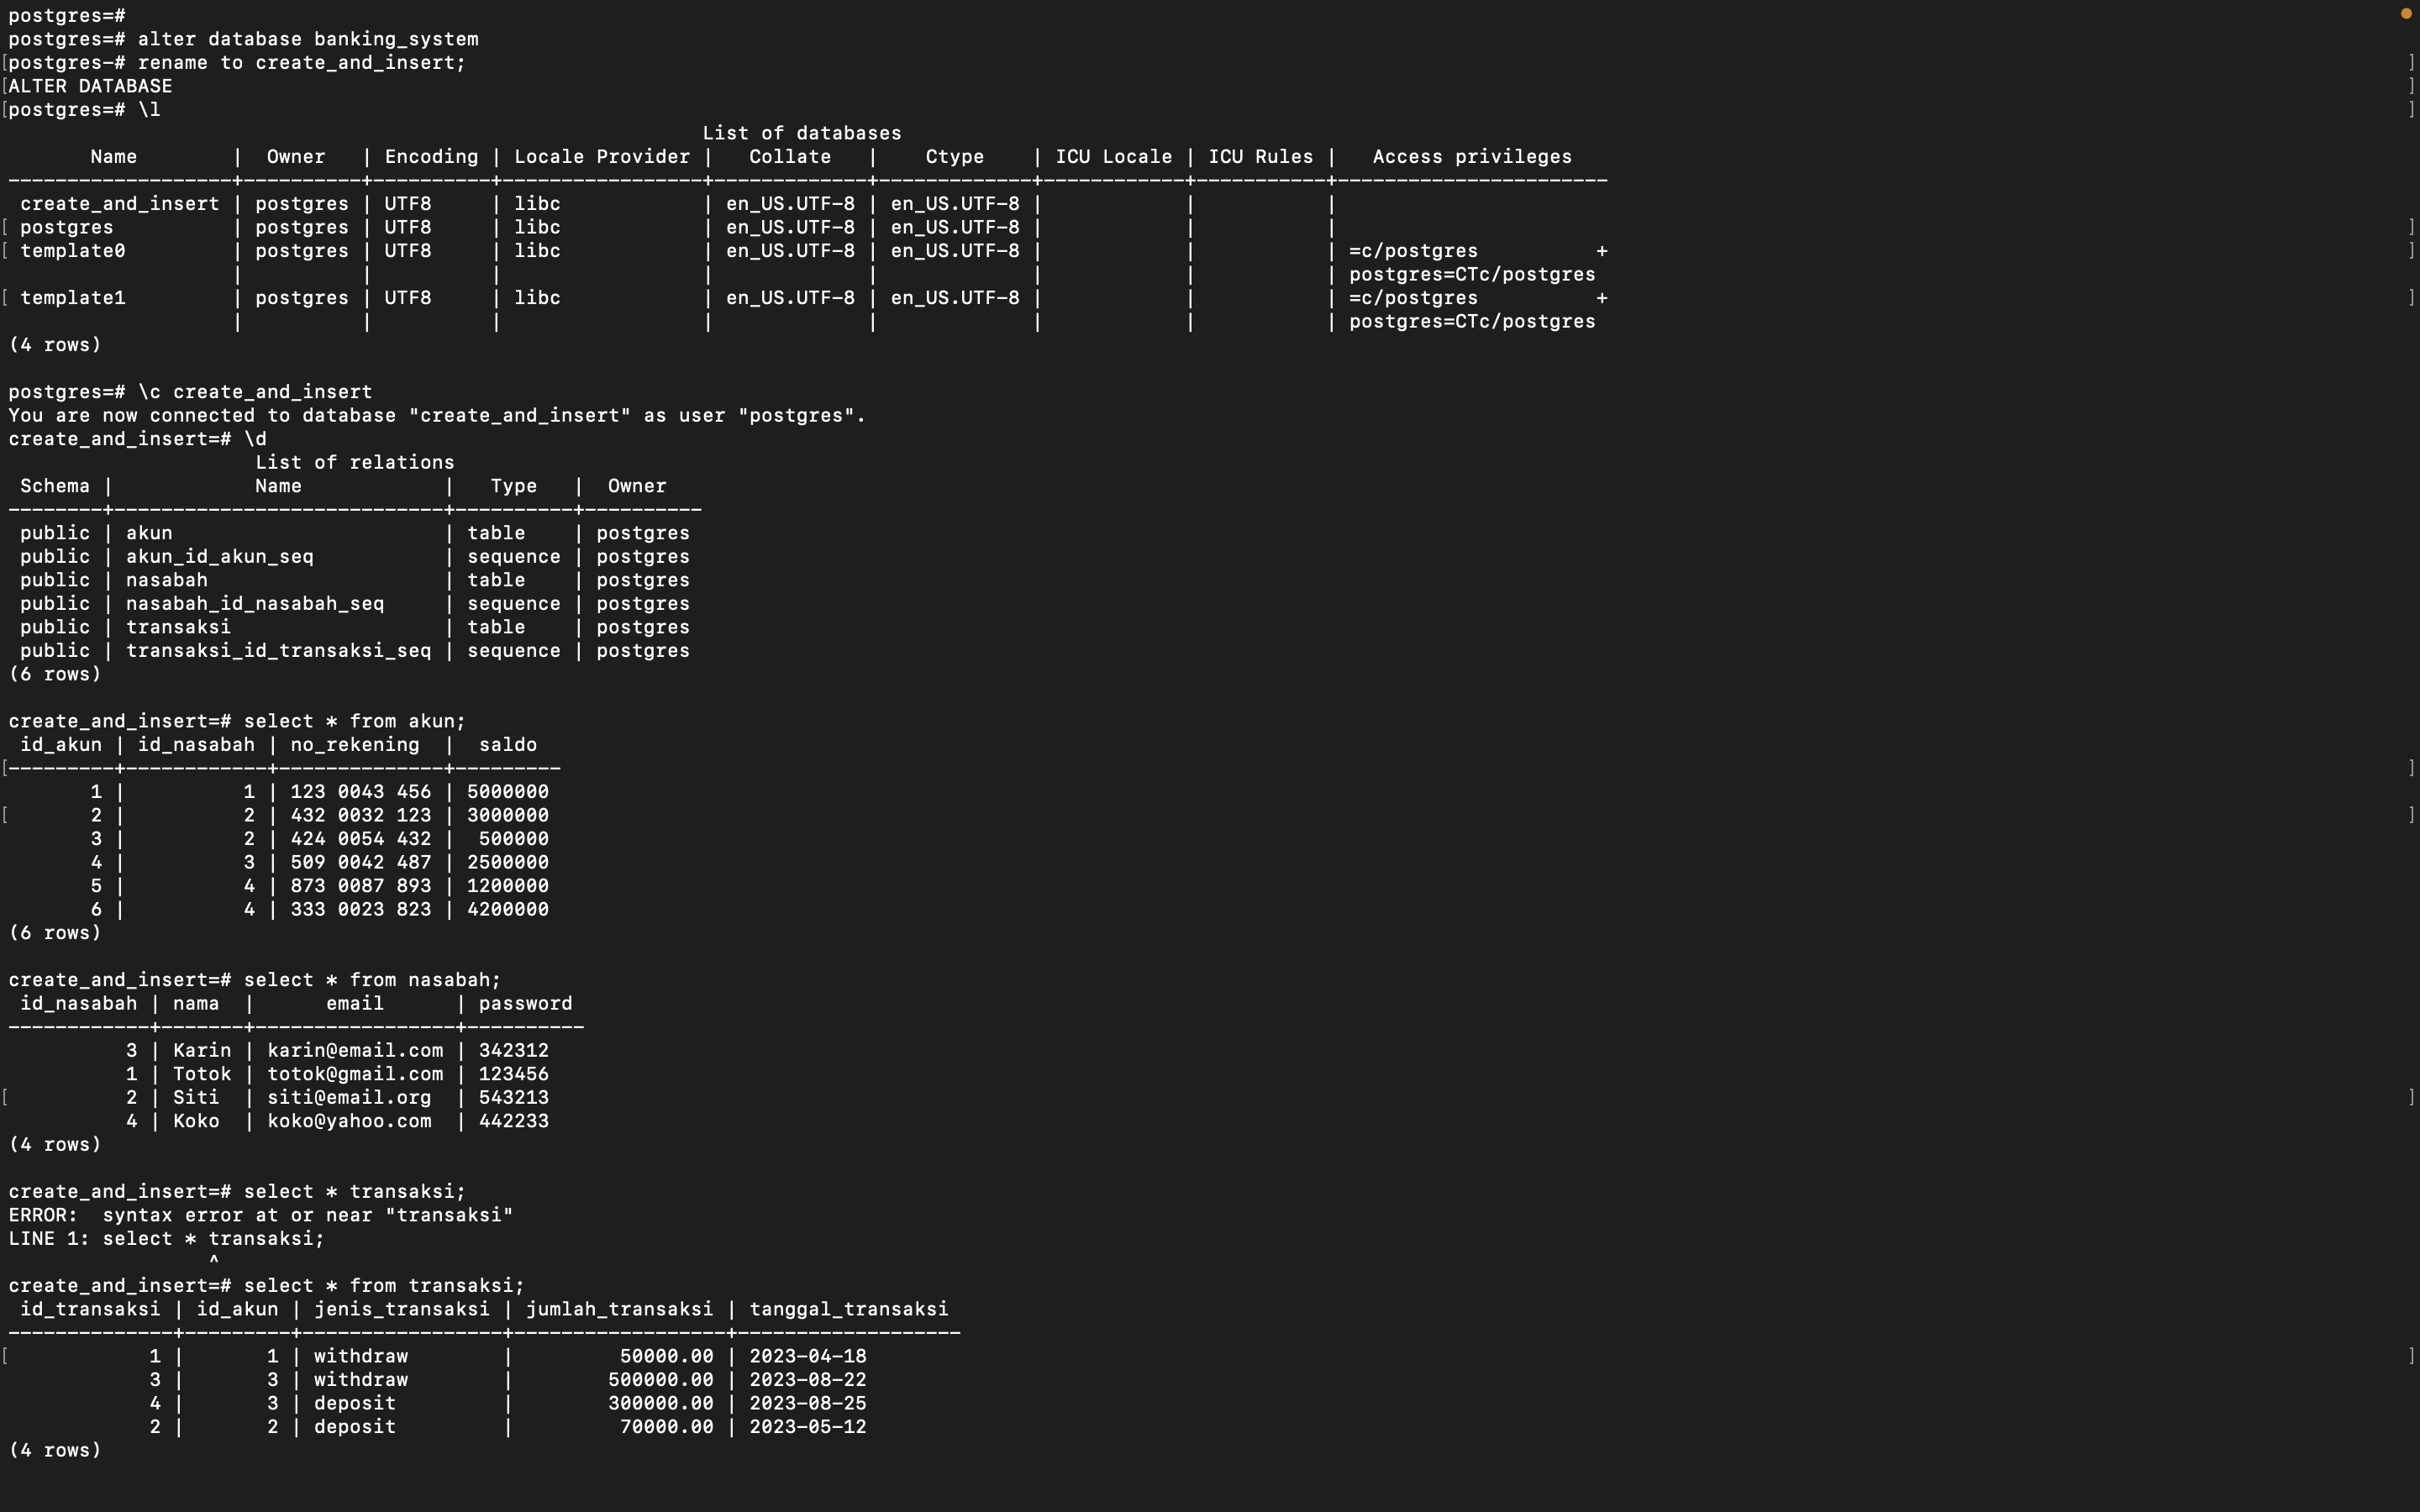 postgres=#
postgres=# alter database banking_system
[postgres-# rename to create_and_insert; ]
[ALTER DATABASE ]
[postgres=# \l ]
                                                           List of databases
       Name        |  Owner   | Encoding | Locale Provider |   Collate   |    Ctype    | ICU Locale | ICU Rules |   Access privileges
-------------------+----------+----------+-----------------+-------------+-------------+------------+-----------+-----------------------
 create_and_insert | postgres | UTF8     | libc            | en_US.UTF-8 | en_US.UTF-8 |            |           |
[ postgres          | postgres | UTF8     | libc            | en_US.UTF-8 | en_US.UTF-8 |            |           | ]
[ template0         | postgres | UTF8     | libc            | en_US.UTF-8 | en_US.UTF-8 |            |           | =c/postgres          + ]
                   |          |          |                 |             |             |            |           | postgres=CTc/postgres
[ template1         | postgres | UTF8     | libc            | en_US.UTF-8 | en_US.UTF-8 |            |           | =c/postgres          + ]
                   |          |          |                 |             |             |            |           | postgres=CTc/postgres
(4 rows)
postgres=# \c create_and_insert
You are now connected to database "create_and_insert" as user "postgres".
create_and_insert=# \d
                     List of relations
 Schema |            Name            |   Type   |  Owner
--------+----------------------------+----------+----------
 public | akun                       | table    | postgres
 public | akun_id_akun_seq           | sequence | postgres
 public | nasabah                    | table    | postgres
 public | nasabah_id_nasabah_seq     | sequence | postgres
 public | transaksi                  | table    | postgres
 public | transaksi_id_transaksi_seq | sequence | postgres
(6 rows)
create_and_insert=# select * from akun;
 id_akun | id_nasabah | no_rekening  |  saldo
[---------+------------+--------------+--------- ]
       1 |          1 | 123 0043 456 | 5000000
[       2 |          2 | 432 0032 123 | 3000000 ]
       3 |          2 | 424 0054 432 |  500000
       4 |          3 | 509 0042 487 | 2500000
       5 |          4 | 873 0087 893 | 1200000
       6 |          4 | 333 0023 823 | 4200000
(6 rows)
create_and_insert=# select * from nasabah;
 id_nasabah | nama  |      email      | password
------------+-------+-----------------+----------
          3 | Karin | karin@email.com | 342312
          1 | Totok | totok@gmail.com | 123456
[          2 | Siti  | siti@email.org  | 543213 ]
          4 | Koko  | koko@yahoo.com  | 442233
(4 rows)
create_and_insert=# select * transaksi;
ERROR:  syntax error at or near "transaksi"
LINE 1: select * transaksi;
                 ^
create_and_insert=# select * from transaksi;
 id_transaksi | id_akun | jenis_transaksi | jumlah_transaksi | tanggal_transaksi
--------------+---------+-----------------+------------------+-------------------
[            1 |       1 | withdraw        |         50000.00 | 2023-04-18 ]
            3 |       3 | withdraw        |        500000.00 | 2023-08-22
            4 |       3 | deposit         |        300000.00 | 2023-08-25
            2 |       2 | deposit         |         70000.00 | 2023-05-12
(4 rows)